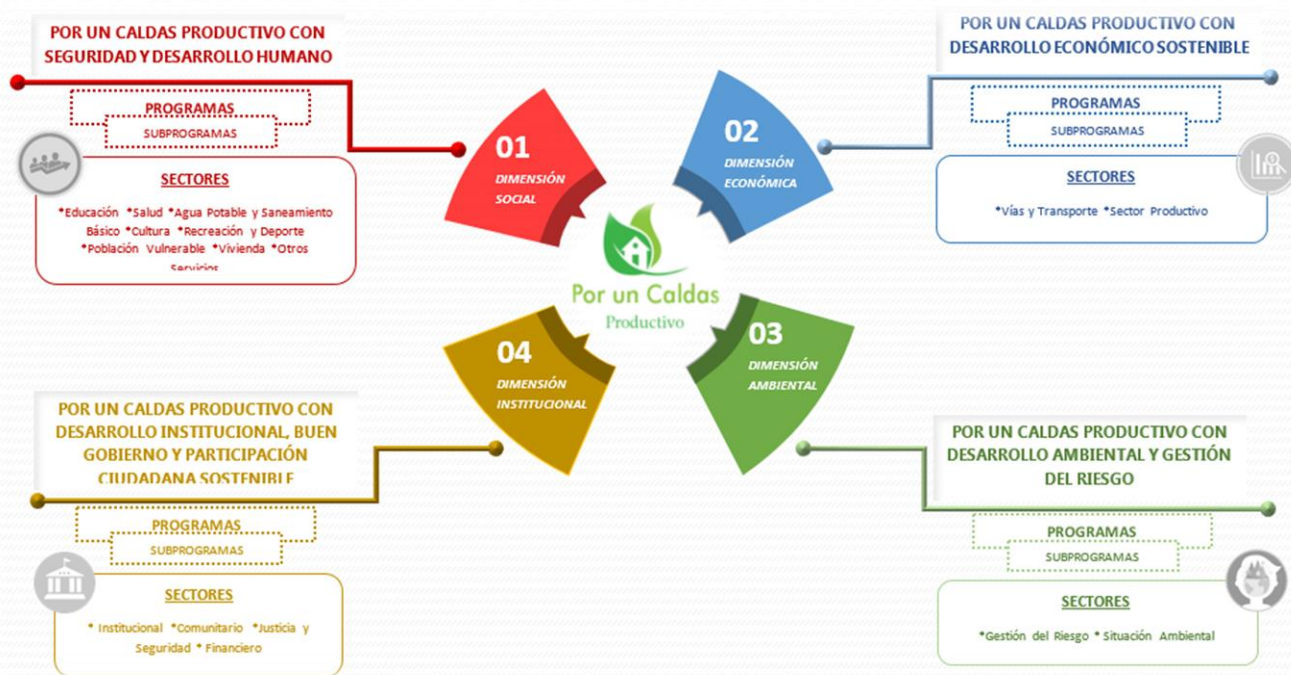 POR UN CALDAS PRODUCTIVO CON
SEGURIDAD Y DESARROLLO HUMANO
PROGRAMAS
SUBPROGRAMAS
SECTORES
*Educación *Salud *Agua Potable y Saneamiento
Básico *Cultura *Recreación y Deporte
*Población Vulnerable *Vivienda *Otros
Servicios
01
DIMENSIÓN
SOCIAL
POR UN CALDAS PRODUCTIVO CON
DESARROLLO ECONÓMICO SOSTENIBLE
PROGRAMAS
SUBPROGRAMAS
SECTORES
*Vías y Transporte *Sector Productivo
02
DIMENSIÓN
ECONÓMICA
Por un Caldas
Productivo
04
DIMENSIÓN
INSTITUCIONAL
POR UN CALDAS PRODUCTIVO CON
DESARROLLO INSTITUCIONAL, BUEN
GOBIERNO Y PARTICIPACIÓN
CIUDADANA SOSTENIBLE
PROGRAMAS
SUBPROGRAMAS
SECTORES
* Institucional *Comunitario *Justicia y
Seguridad * Financiero
03
DIMENSIÓN
AMBIENTAL
POR UN CALDAS PRODUCTIVO CON
DESARROLLO AMBIENTAL Y GESTIÓN
DEL RIESGO
PROGRAMAS
SUBPROGRAMAS
SECTORES
*Gestión del Riesgo * Situación Ambiental